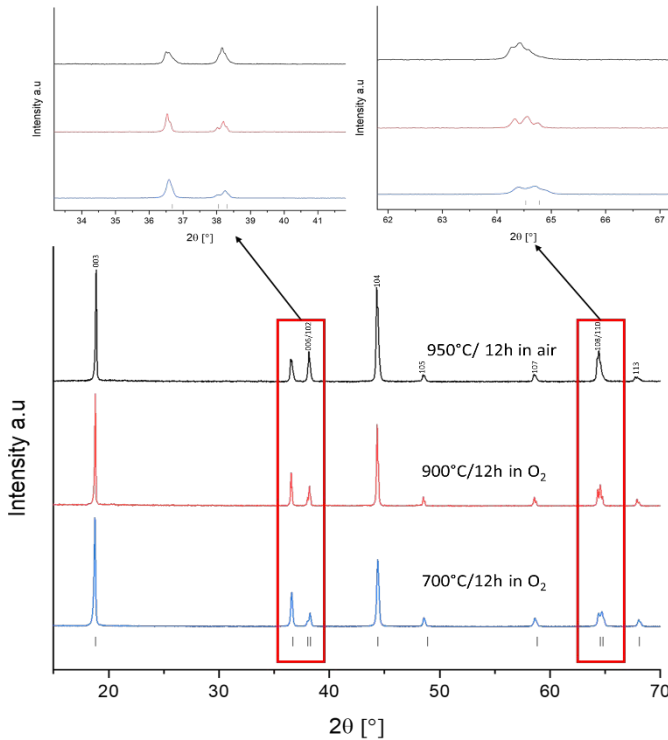 Intensity a.u
33 34 35 36 37 38 39 40 41
2θ [°]
Intensity a.u
62 63 64 65 66 67
2θ [°]
003
006/102
104
105
107
108/110
113
950°C/ 12h in air
900°C/12h in O₂
700°C/12h in O₂
Intensity a.u
20 30 40 50 60 70
2θ [°]